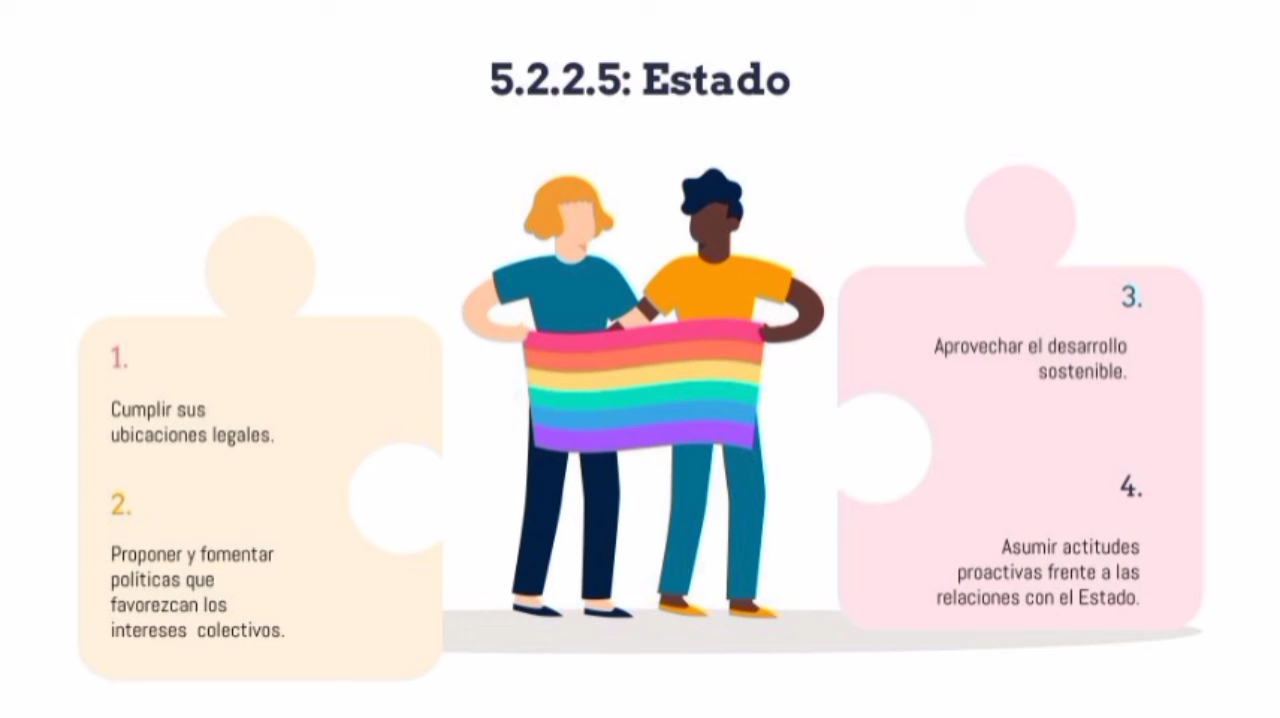 5.2.2.5: Estado
1.
Cumplir sus
ubicaciones legales.
2.
Proponer y fomentar
políticas que
favorezcan los
intereses colectivos.
3.
Aprovechar el desarrollo
sostenible.
4.
Asumir actitudes
proactivas frente a las
relaciones con el Estado.